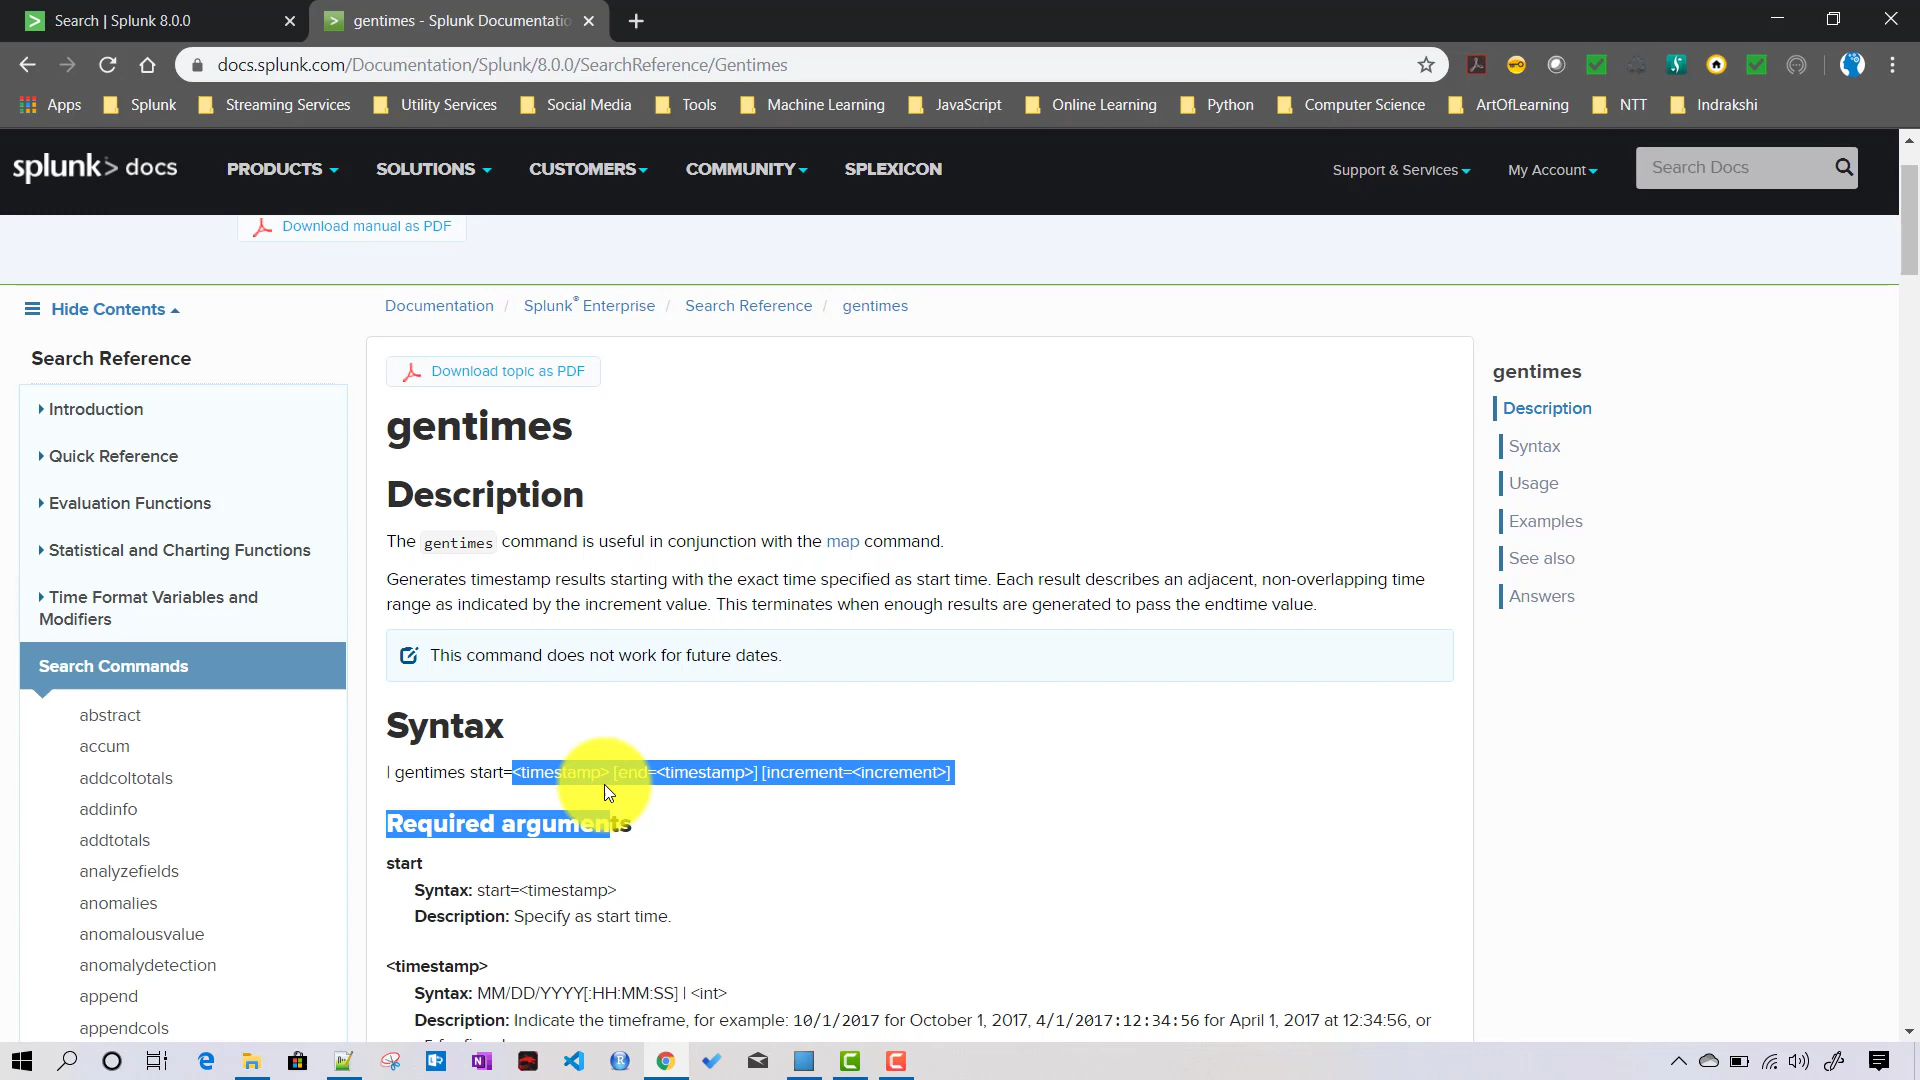 Search | Splunk 8.0.0
gentimes - Splunk Documentatio
docs.splunk.com/Documentation/Splunk/8.0.0/SearchReference/Gentimes
Apps Splunk Streaming Services Utility Services Social Media Tools Machine Learning JavaScript Online Learning Python Computer Science ArtOfLearning NTT Indrakshi
splunk> docs PRODUCTS SOLUTIONS CUSTOMERS COMMUNITY SPLEXICON Support & Services My Account Search Docs
Download manual as PDF
Hide Contents
Documentation / Splunk® Enterprise / Search Reference / gentimes
Search Reference
Introduction
Quick Reference
Evaluation Functions
Statistical and Charting Functions
Time Format Variables and
Modifiers
Search Commands
abstract
accum
addcoltotals
addinfo
addtotals
analyzefields
anomalies
anomalousvalue
anomalydetection
append
appendcols
Download topic as PDF
gentimes
Description
The gentimes command is useful in conjunction with the map command.
Generates timestamp results starting with the exact time specified as start time. Each result describes an adjacent, non-overlapping time
range as indicated by the increment value. This terminates when enough results are generated to pass the endtime value.
This command does not work for future dates.
Syntax
| gentimes start=<timestamp> [end=<timestamp>] [increment=<increment>]
Required arguments
start
Syntax: start=<timestamp>
Description: Specify as start time.
<timestamp>
Syntax: MM/DD/YYYY[:HH:MM:SS] | <int>
Description: Indicate the timeframe, for example: 10/1/2017 for October 1, 2017, 4/1/2017:12:34:56 for April 1, 2017 at 12:34:56, or
gentimes
Description
Syntax
Usage
Examples
See also
Answers